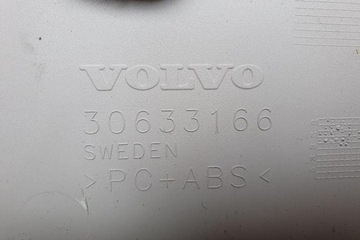 VOLVO
30633166
SWEDEN
>PC+ABS<